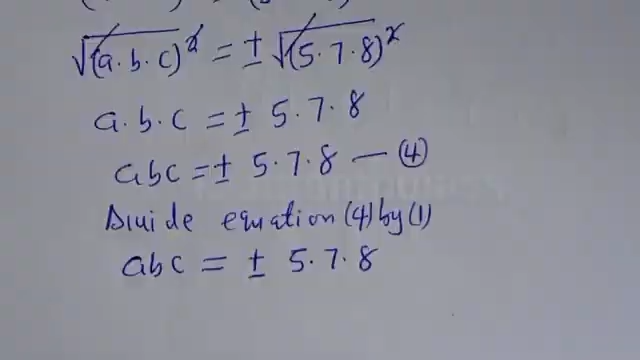 √(a.b.c)² = ± √(5.7.8)²
a.b.c = ± 5.7.8
abc = ± 5.7.8 — (4)
Divide equation (4) by (1)
abc = ± 5.7.8